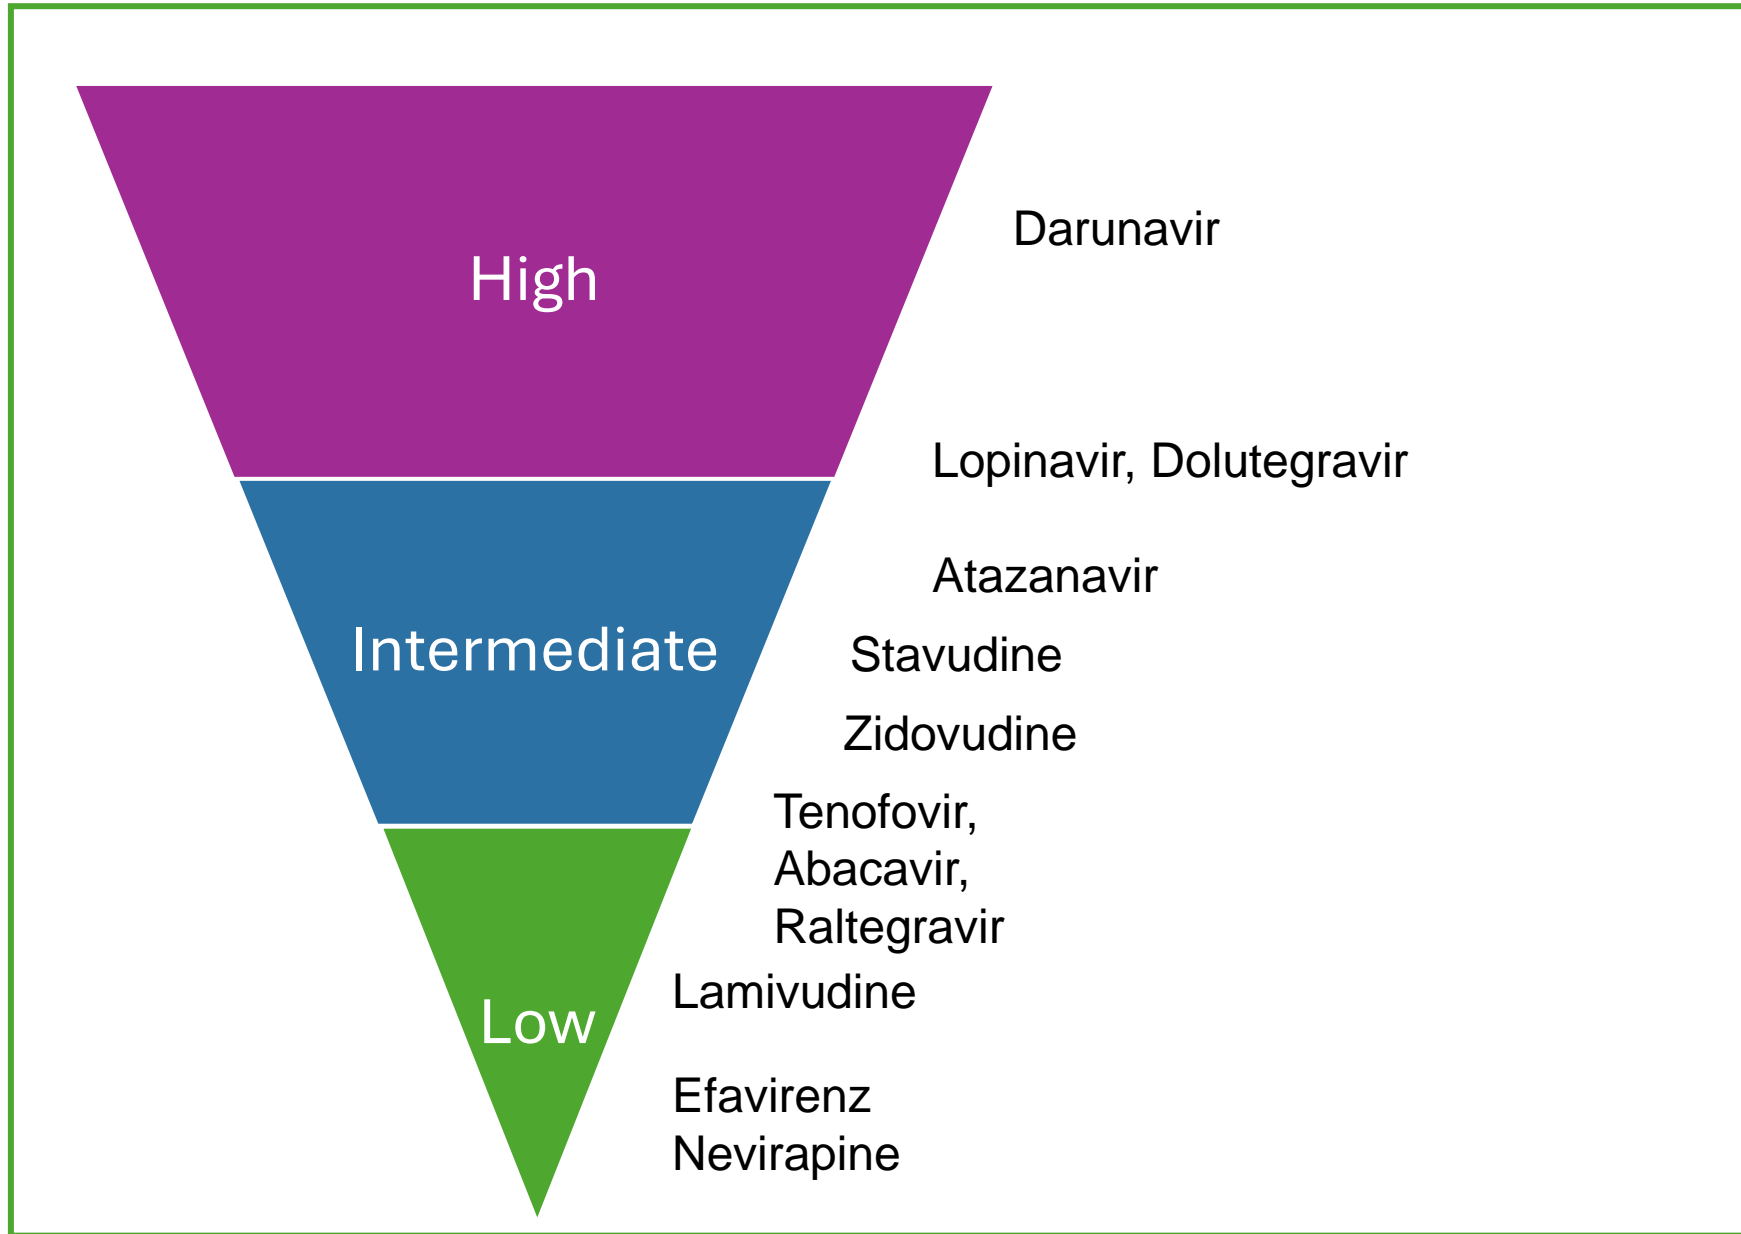 Darunavir
High
Lopinavir, Dolutegravir
Atazanavir
Intermediate
Stavudine
Zidovudine
Tenofovir,
Abacavir,
Raltegravir
Lamivudine
Low
Efavirenz
Nevirapine